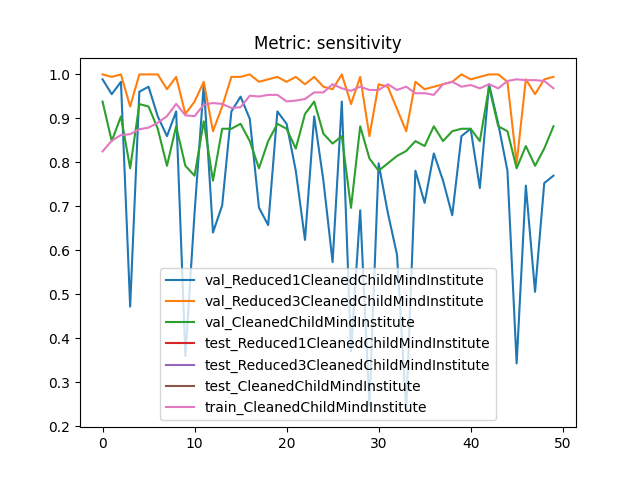 Metric: sensitivity
1.0
0.9
0.8
0.7
0.6
0.5
0.4
0.3
0.2
val_Reduced1CleanedChildMindInstitute
val_Reduced3CleanedChildMindInstitute
val_CleanedChildMindInstitute
test_Reduced1CleanedChildMindInstitute
test_Reduced3CleanedChildMindInstitute
test_CleanedChildMindInstitute
train_CleanedChildMindInstitute
0 10 20 30 40 50